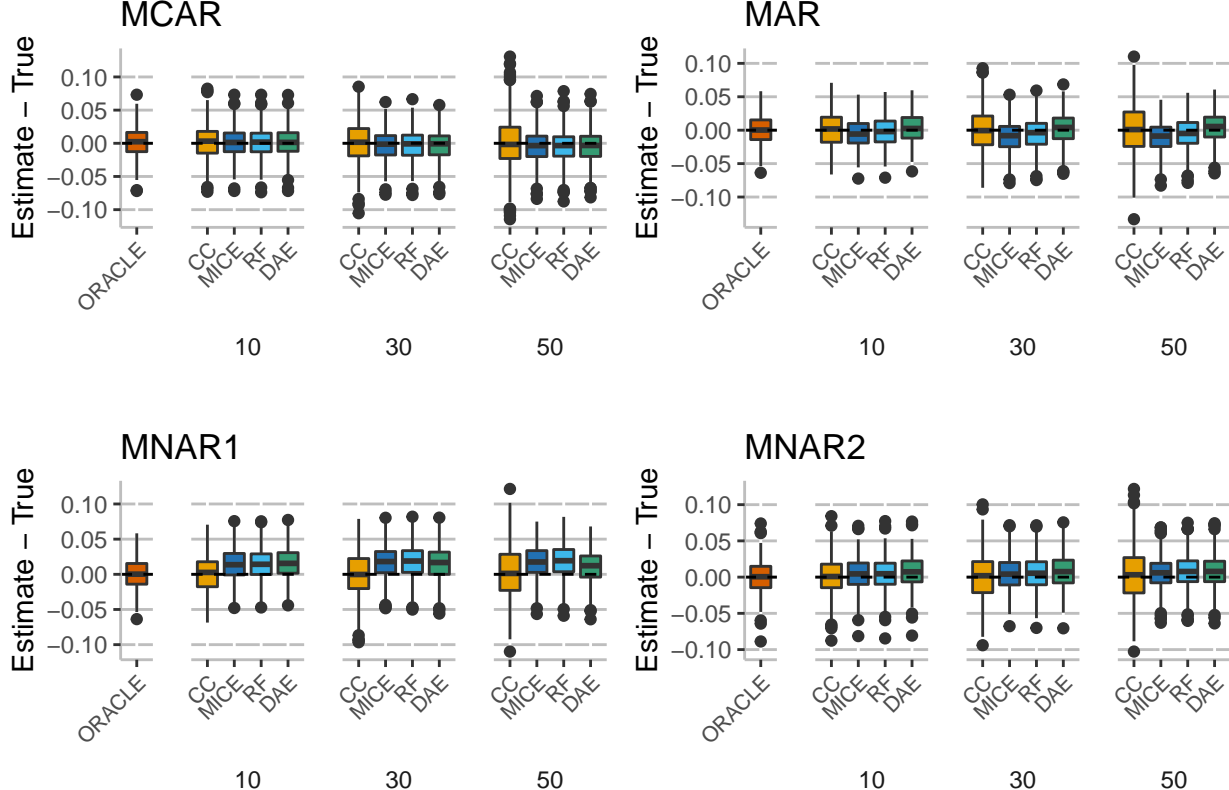 MCAR
Estimate – True
0.10
0.05
0.00
−0.05
−0.10
ORACLE
CC
MICE
RF
DAE
CC
MICE
RF
DAE
CC
MICE
RF
DAE
10
30
50
MAR
Estimate – True
0.10
0.05
0.00
−0.05
−0.10
ORACLE
CC
MICE
RF
DAE
CC
MICE
RF
DAE
CC
MICE
RF
DAE
10
30
50
MNAR1
Estimate – True
0.10
0.05
0.00
−0.05
−0.10
ORACLE
CC
MICE
RF
DAE
CC
MICE
RF
DAE
CC
MICE
RF
DAE
10
30
50
MNAR2
Estimate – True
0.10
0.05
0.00
−0.05
−0.10
ORACLE
CC
MICE
RF
DAE
CC
MICE
RF
DAE
CC
MICE
RF
DAE
10
30
50